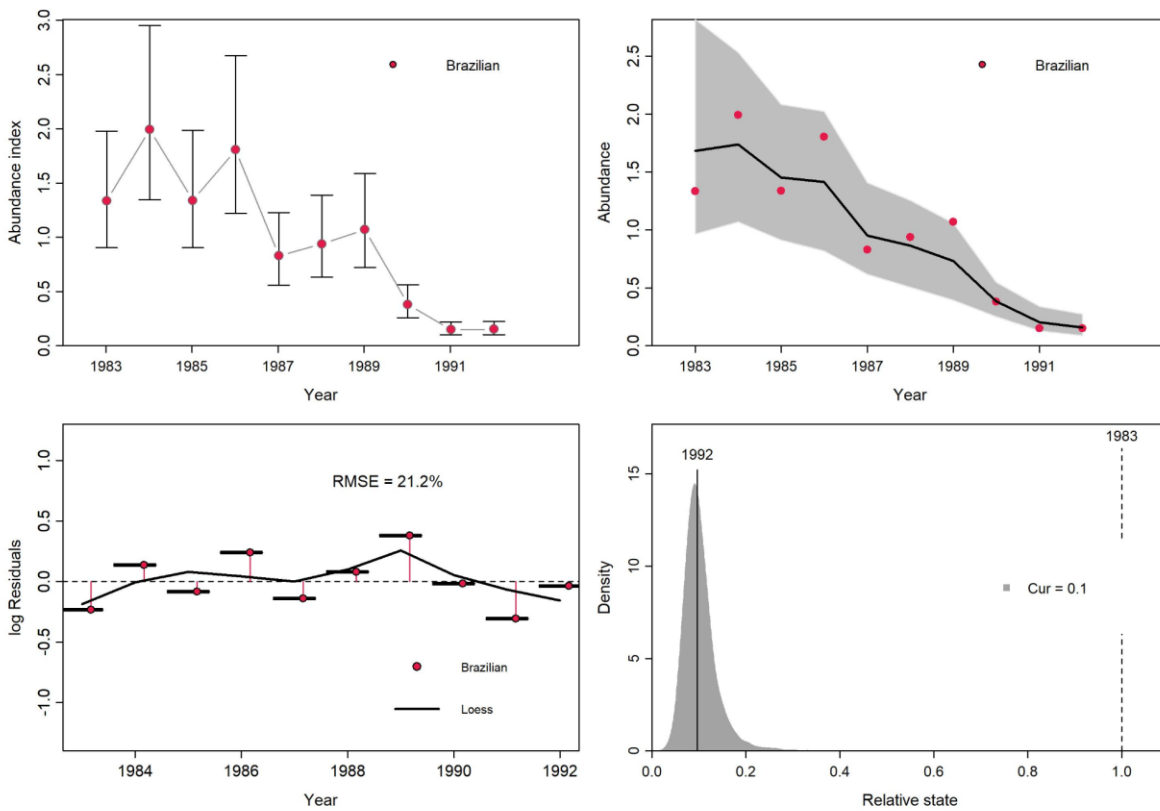 3.0
2.5
2.0
1.5
1.0
0.5
0.0
Abundance index
Brazilian
1983 1985 1987 1989 1991
Year
2.5
2.0
1.5
1.0
0.5
0.0
Abundance
Brazilian
1983 1985 1987 1989 1991
Year
1.0
0.5
0.0
-0.5
-1.0
log Residuals
RMSE = 21.2%
Brazilian
Loess
1984 1986 1988 1990 1992
Year
15
10
5
0
Density
1992
1983
Cur = 0.1
0.0 0.2 0.4 0.6 0.8 1.0
Relative state